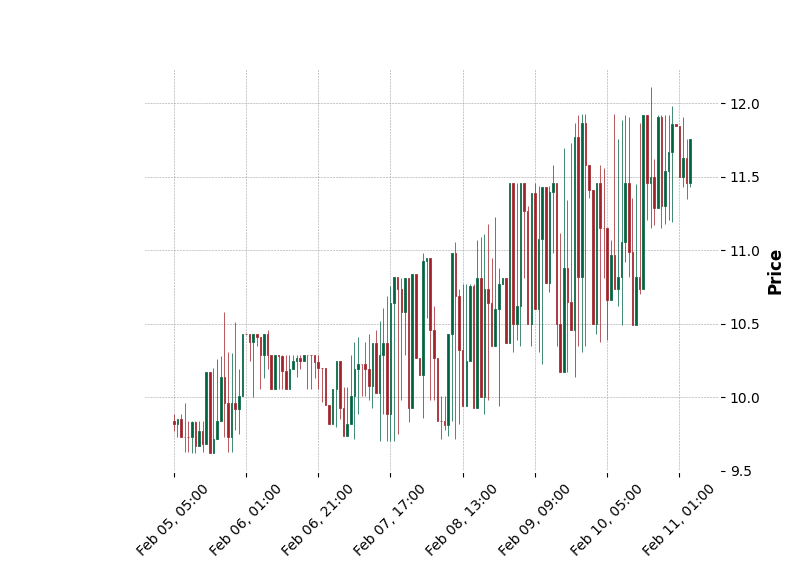 12.0
11.5
11.0
10.5
10.0
9.5
Price
Feb 05, 05:00
Feb 06, 01:00
Feb 06, 21:00
Feb 07, 17:00
Feb 08, 13:00
Feb 09, 09:00
Feb 10, 05:00
Feb 11, 01:00